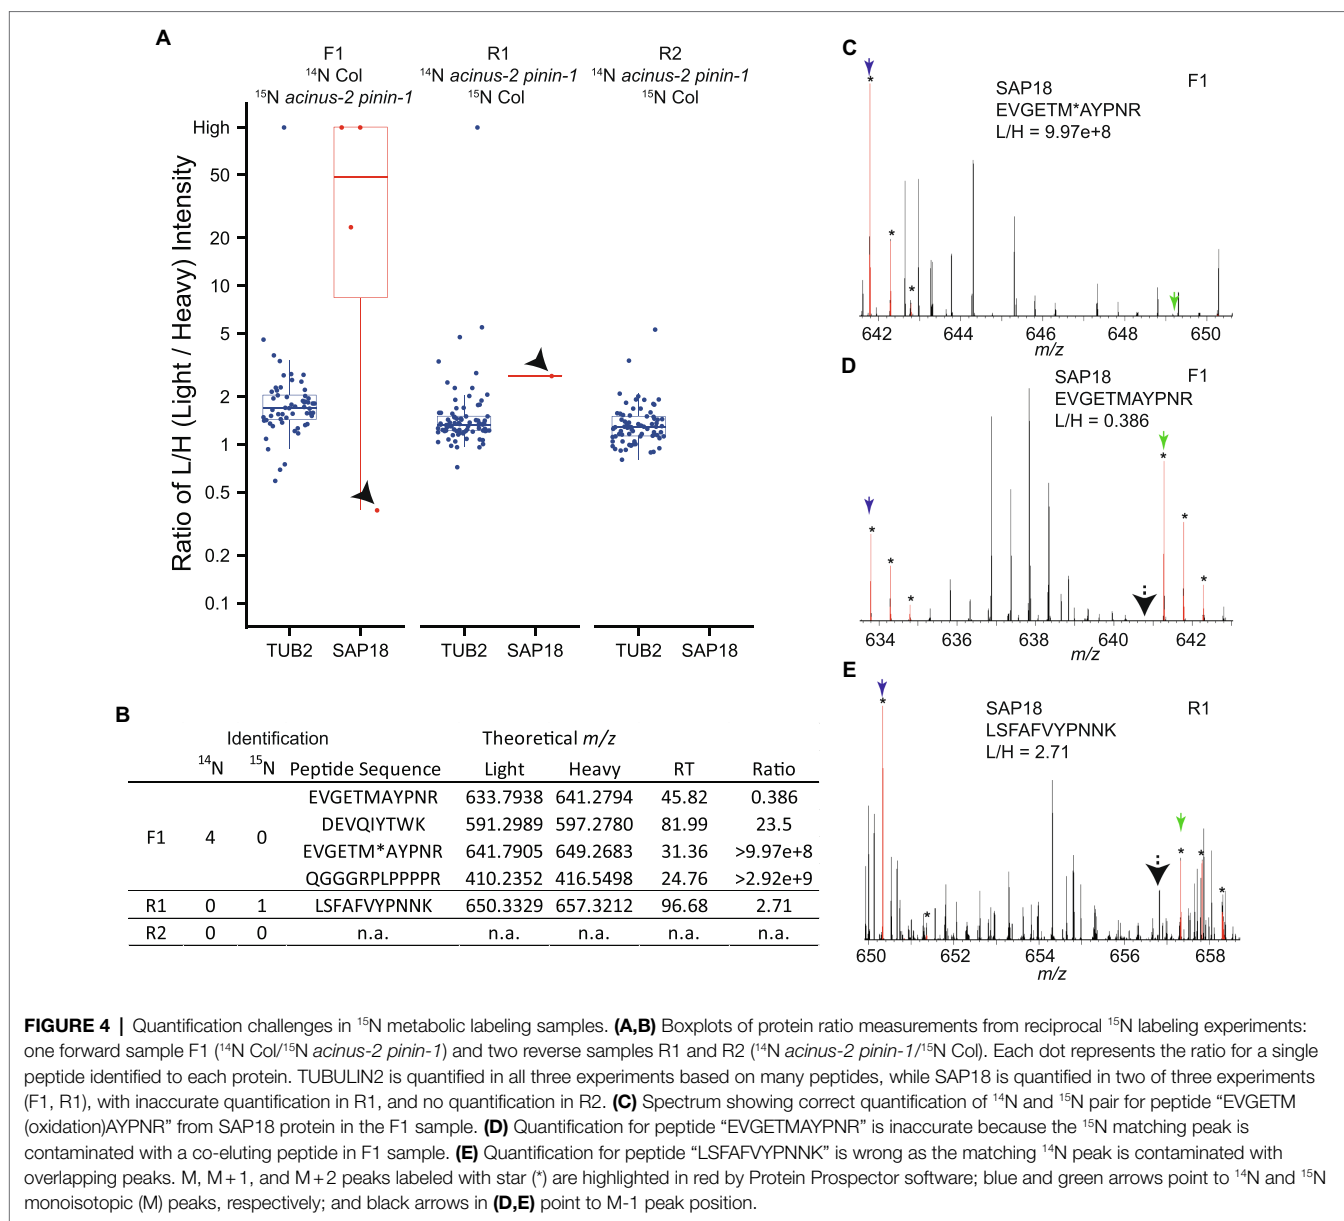 A
F1
¹⁴N Col
¹⁵N acinus-2 pinin-1
R1
¹⁴N acinus-2 pinin-1
¹⁵N Col
R2
¹⁴N acinus-2 pinin-1
¹⁵N Col
Ratio of L/H (Light / Heavy) Intensity
High
50
20
10
5
2
1
0.5
0.2
0.1
TUB2 SAP18 TUB2 SAP18 TUB2 SAP18
B
Identification Theoretical m/z
¹⁴N ¹⁵N Peptide Sequence Light Heavy RT Ratio
EVGETMAYPNR 633.7938 641.2794 45.82 0.386
DEVQIYTWK 591.2989 597.2780 81.99 23.5
F1 4 0
EVGETM*AYPNR 641.7905 649.2683 31.36 >9.97e+8
QGGGRPLPPPPR 410.2352 416.5498 24.76 >2.92e+9
R1 0 1 LSFAFVYPNNK 650.3329 657.3212 96.68 2.71
R2 0 0 n.a. n.a. n.a. n.a. n.a.
C
SAP18 F1
EVGETM*AYPNR
L/H = 9.97e+8
* * *
642 644 646 648 650
m/z
D
SAP18 F1
EVGETMAYPNR
L/H = 0.386
* * * * * *
634 636 638 640 642
m/z
E
SAP18 R1
LSFAFVYPNNK
L/H = 2.71
* * * * *
650 652 654 656 658
m/z
FIGURE 4 | Quantification challenges in ¹⁵N metabolic labeling samples. (A,B) Boxplots of protein ratio measurements from reciprocal ¹⁵N labeling experiments:
one forward sample F1 (¹⁴N Col/¹⁵N acinus-2 pinin-1) and two reverse samples R1 and R2 (¹⁴N acinus-2 pinin-1/¹⁵N Col). Each dot represents the ratio for a single
peptide identified to each protein. TUBULIN2 is quantified in all three experiments based on many peptides, while SAP18 is quantified in two of three experiments
(F1, R1), with inaccurate quantification in R1, and no quantification in R2. (C) Spectrum showing correct quantification of ¹⁴N and ¹⁵N pair for peptide “EVGETM
(oxidation)AYPNR” from SAP18 protein in the F1 sample. (D) Quantification for peptide “EVGETMAYPNR” is inaccurate because the ¹⁵N matching peak is
contaminated with a co-eluting peptide in F1 sample. (E) Quantification for peptide “LSFAFVYPNNK” is wrong as the matching ¹⁴N peak is contaminated with
overlapping peaks. M, M + 1, and M + 2 peaks labeled with star (*) are highlighted in red by Protein Prospector software; blue and green arrows point to ¹⁴N and ¹⁵N
monoisotopic (M) peaks, respectively; and black arrows in (D,E) point to M-1 peak position.